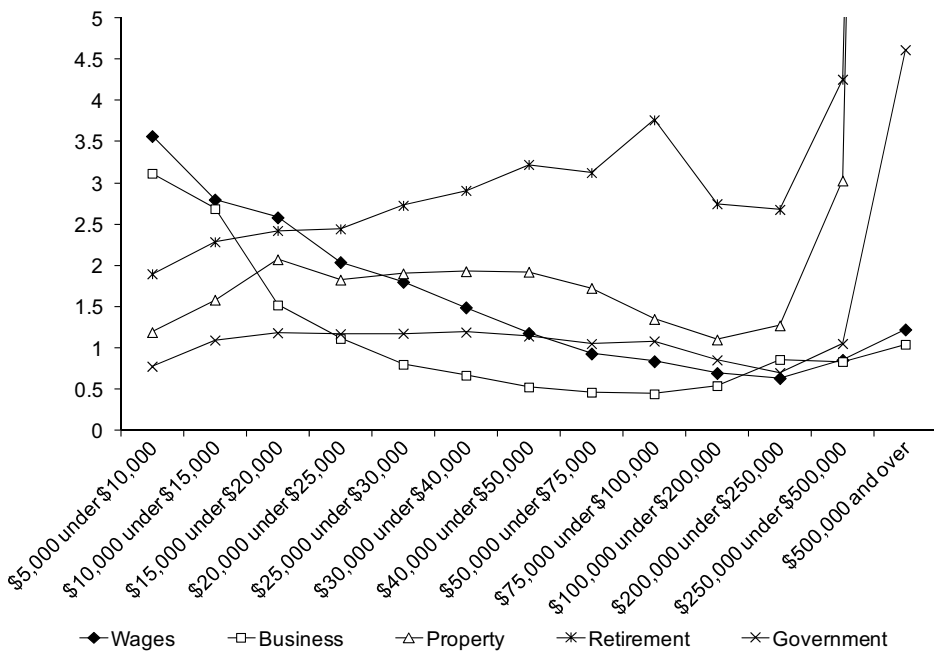 5
4.5
4
3.5
3
2.5
2
1.5
1
0.5
0
$5,000 under $10,000
$10,000 under $15,000
$15,000 under $20,000
$20,000 under $25,000
$25,000 under $30,000
$30,000 under $40,000
$40,000 under $50,000
$50,000 under $75,000
$75,000 under $100,000
$100,000 under $200,000
$200,000 under $250,000
$250,000 under $500,000
$500,000 and over
Wages Business Property Retirement Government